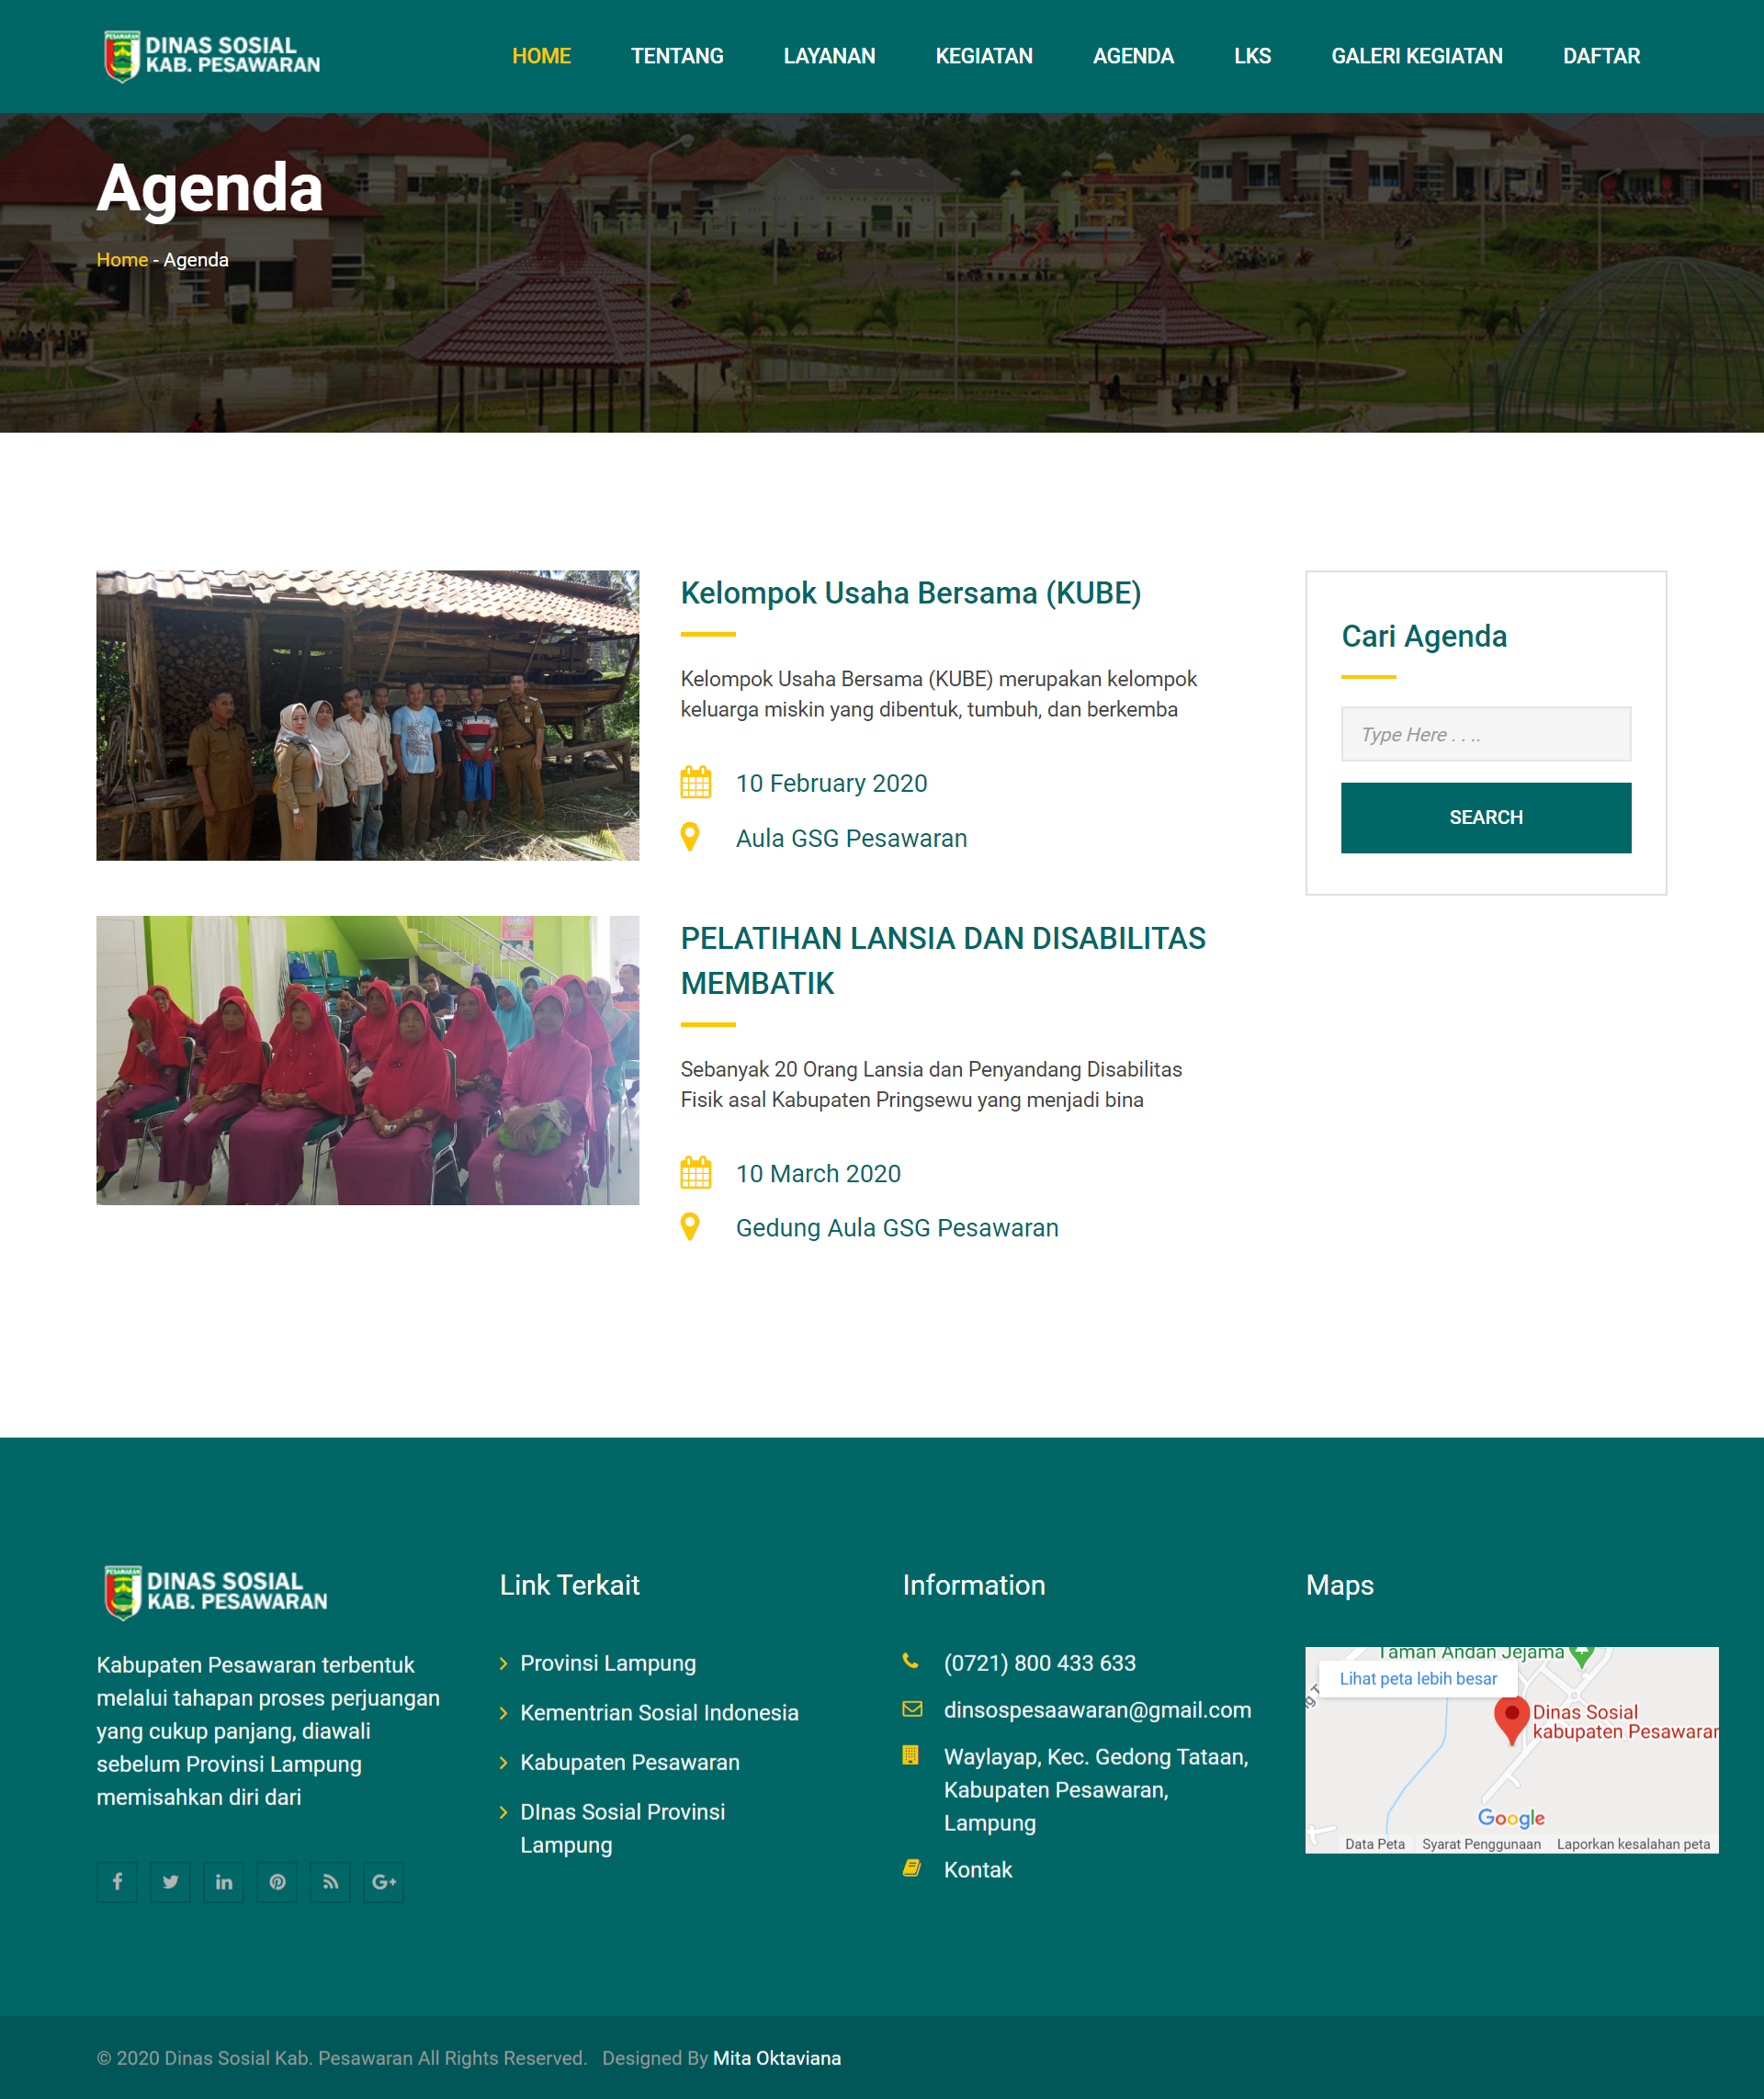 PESAWARAN
DINAS SOSIAL
KAB. PESAWARAN
HOME
TENTANG
LAYANAN
KEGIATAN
AGENDA
LKS
GALERI KEGIATAN
DAFTAR
Agenda
Home - Agenda
Kelompok Usaha Bersama (KUBE)
Kelompok Usaha Bersama (KUBE) merupakan kelompok
keluarga miskin yang dibentuk, tumbuh, dan berkemba
10 February 2020
Aula GSG Pesawaran
Cari Agenda
Type Here . . ..
SEARCH
PELATIHAN LANSIA DAN DISABILITAS
MEMBATIK
Sebanyak 20 Orang Lansia dan Penyandang Disabilitas
Fisik asal Kabupaten Pringsewu yang menjadi bina
10 March 2020
Gedung Aula GSG Pesawaran
PESAWARAN
DINAS SOSIAL
KAB. PESAWARAN
Kabupaten Pesawaran terbentuk
melalui tahapan proses perjuangan
yang cukup panjang, diawali
sebelum Provinsi Lampung
memisahkan diri dari
Link Terkait
Provinsi Lampung
Kementrian Sosial Indonesia
Kabupaten Pesawaran
DInas Sosial Provinsi
Lampung
Information
(0721) 800 433 633
dinsospesaawaran@gmail.com
Waylayap, Kec. Gedong Tataan,
Kabupaten Pesawaran,
Lampung
Kontak
Maps
Taman Andan Jejama
Lihat peta lebih besar
Dinas Sosial
kabupaten Pesawaran
Google
Data Peta
Syarat Penggunaan
Laporkan kesalahan peta
© 2020 Dinas Sosial Kab. Pesawaran All Rights Reserved. Designed By Mita Oktaviana